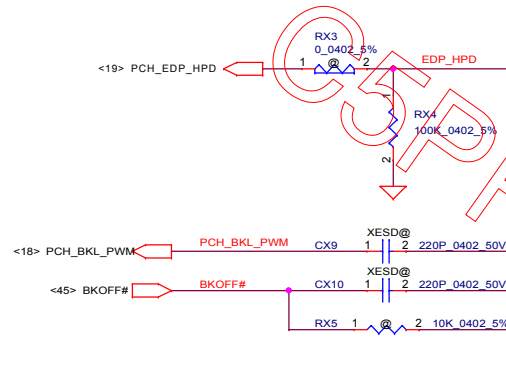 RX3
0_0402_5%
<19> PCH_EDP_HPD
1
@
2
EDP_HPD
1
RX4
100K_0402_5%
2
C5PR
XESD@
<18> PCH_BKL_PWM
PCH_BKL_PWM
CX9
1
2
220P_0402_50V
XESD@
<45> BKOFF#
BKOFF#
CX10
1
2
220P_0402_50V
RX5
1
@
2
10K_0402_5%